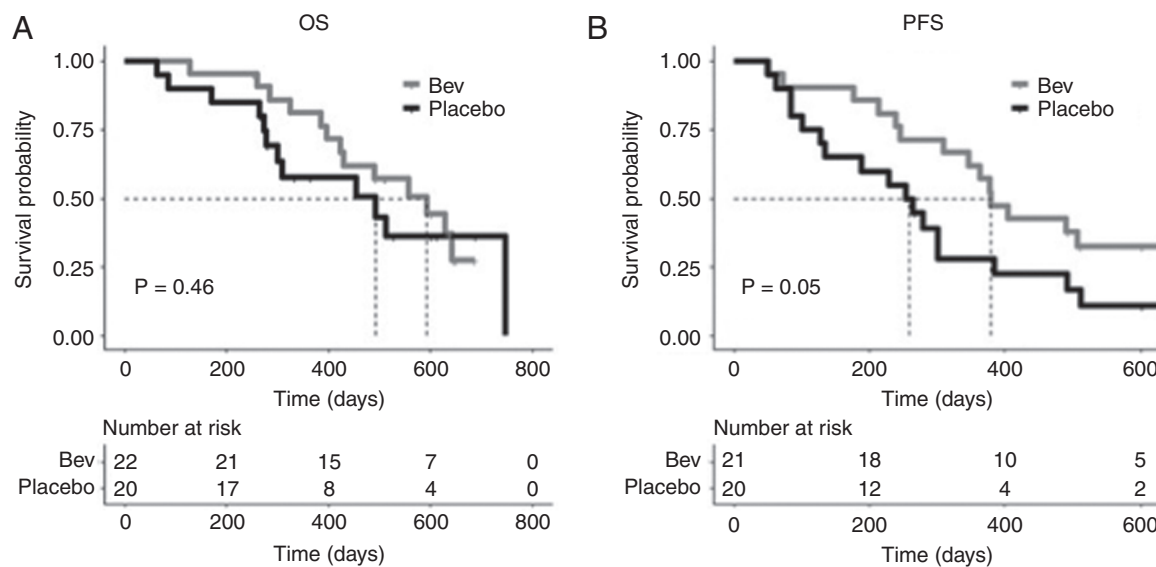 A
OS
Survival probability
1.00
0.75
0.50
0.25
0.00
Bev
Placebo
P = 0.46
0 200 400 600 800
Time (days)
Number at risk
Bev 22 21 15 7 0
Placebo 20 17 8 4 0
0 200 400 600 800
Time (days)
B
PFS
Survival probability
1.00
0.75
0.50
0.25
0.00
Bev
Placebo
P = 0.05
0 200 400 600
Time (days)
Number at risk
Bev 21 18 10 5
Placebo 20 12 4 2
0 200 400 600
Time (days)